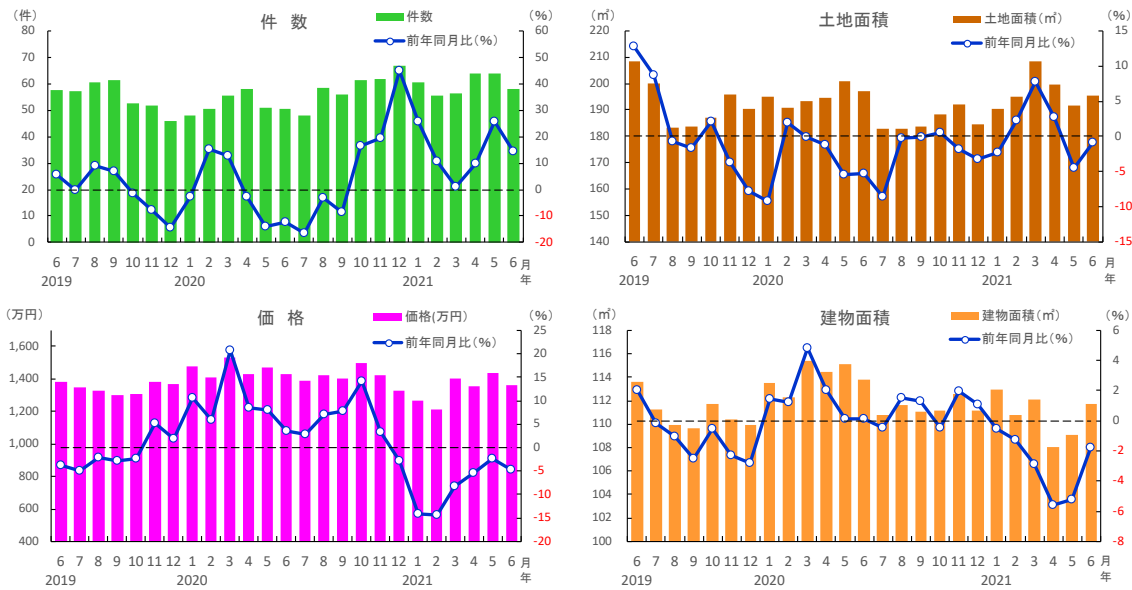 （件） 件 数 （％）
件数
前年同月比（％）
80 70 60 50 40 30 20 10 0
60 50 40 30 20 10 0 -10 -20
6 7 8 9 10 11 12 1 2 3 4 5 6 7 8 9 10 11 12 1 2 3 4 5 6 月
2019 2020 2021 年
（㎡） 土地面積 （％）
土地面積（㎡）
前年同月比（％）
220 210 200 190 180 170 160 150 140
15 10 5 0 -5 -10 -15
6 7 8 9 10 11 12 1 2 3 4 5 6 7 8 9 10 11 12 1 2 3 4 5 6 月
2019 2020 2021 年
（万円） 価 格 （％）
価格(万円)
前年同月比（％）
1,600 1,400 1,200 1,000 800 600 400
25 20 15 10 5 0 -5 -10 -15 -20
6 7 8 9 10 11 12 1 2 3 4 5 6 7 8 9 10 11 12 1 2 3 4 5 6 月
2019 2020 2021 年
（㎡） 建物面積 （％）
建物面積（㎡）
前年同月比（％）
118 116 114 112 110 108 106 104 102 100
6 4 2 0 -2 -4 -6 -8
6 7 8 9 10 11 12 1 2 3 4 5 6 7 8 9 10 11 12 1 2 3 4 5 6 月
2019 2020 2021 年